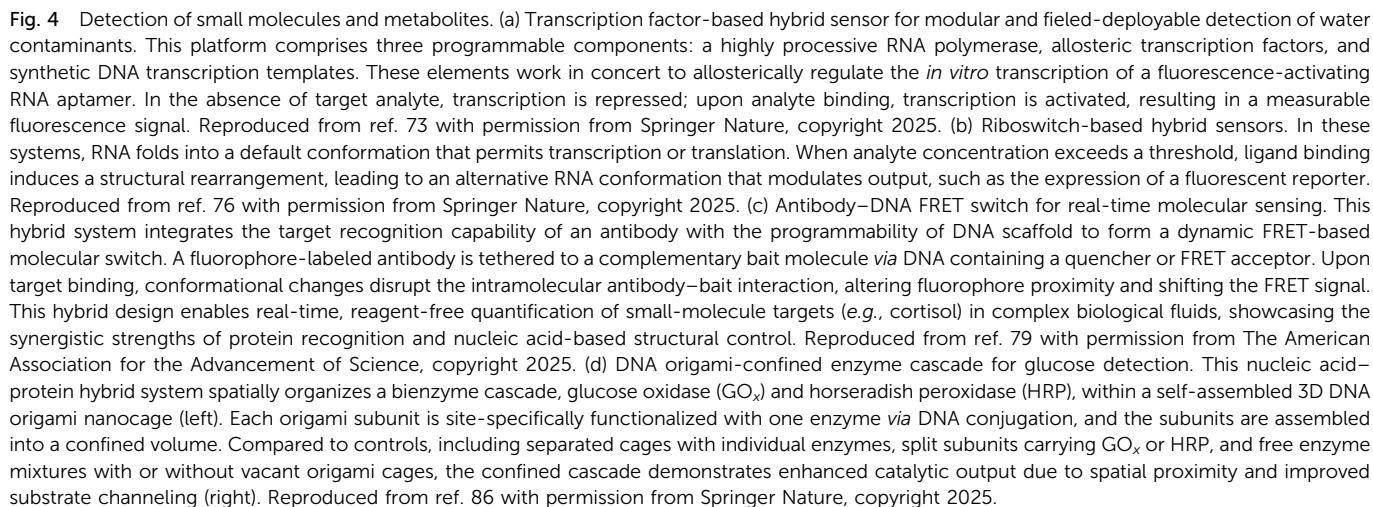 Fig. 4 Detection of small molecules and metabolites. (a) Transcription factor-based hybrid sensor for modular and fieled-deployable detection of water
contaminants. This platform comprises three programmable components: a highly processive RNA polymerase, allosteric transcription factors, and
synthetic DNA transcription templates. These elements work in concert to allosterically regulate the in vitro transcription of a fluorescence-activating
RNA aptamer. In the absence of target analyte, transcription is repressed; upon analyte binding, transcription is activated, resulting in a measurable
fluorescence signal. Reproduced from ref. 73 with permission from Springer Nature, copyright 2025. (b) Riboswitch-based hybrid sensors. In these
systems, RNA folds into a default conformation that permits transcription or translation. When analyte concentration exceeds a threshold, ligand binding
induces a structural rearrangement, leading to an alternative RNA conformation that modulates output, such as the expression of a fluorescent reporter.
Reproduced from ref. 76 with permission from Springer Nature, copyright 2025. (c) Antibody–DNA FRET switch for real-time molecular sensing. This
hybrid system integrates the target recognition capability of an antibody with the programmability of DNA scaffold to form a dynamic FRET-based
molecular switch. A fluorophore-labeled antibody is tethered to a complementary bait molecule via DNA containing a quencher or FRET acceptor. Upon
target binding, conformational changes disrupt the intramolecular antibody–bait interaction, altering fluorophore proximity and shifting the FRET signal.
This hybrid design enables real-time, reagent-free quantification of small-molecule targets (e.g., cortisol) in complex biological fluids, showcasing the
synergistic strengths of protein recognition and nucleic acid-based structural control. Reproduced from ref. 79 with permission from The American
Association for the Advancement of Science, copyright 2025. (d) DNA origami-confined enzyme cascade for glucose detection. This nucleic acid–
protein hybrid system spatially organizes a bienzyme cascade, glucose oxidase (GOx) and horseradish peroxidase (HRP), within a self-assembled 3D DNA
origami nanocage (left). Each origami subunit is site-specifically functionalized with one enzyme via DNA conjugation, and the subunits are assembled
into a confined volume. Compared to controls, including separated cages with individual enzymes, split subunits carrying GOx or HRP, and free enzyme
mixtures with or without vacant origami cages, the confined cascade demonstrates enhanced catalytic output due to spatial proximity and improved
substrate channeling (right). Reproduced from ref. 86 with permission from Springer Nature, copyright 2025.